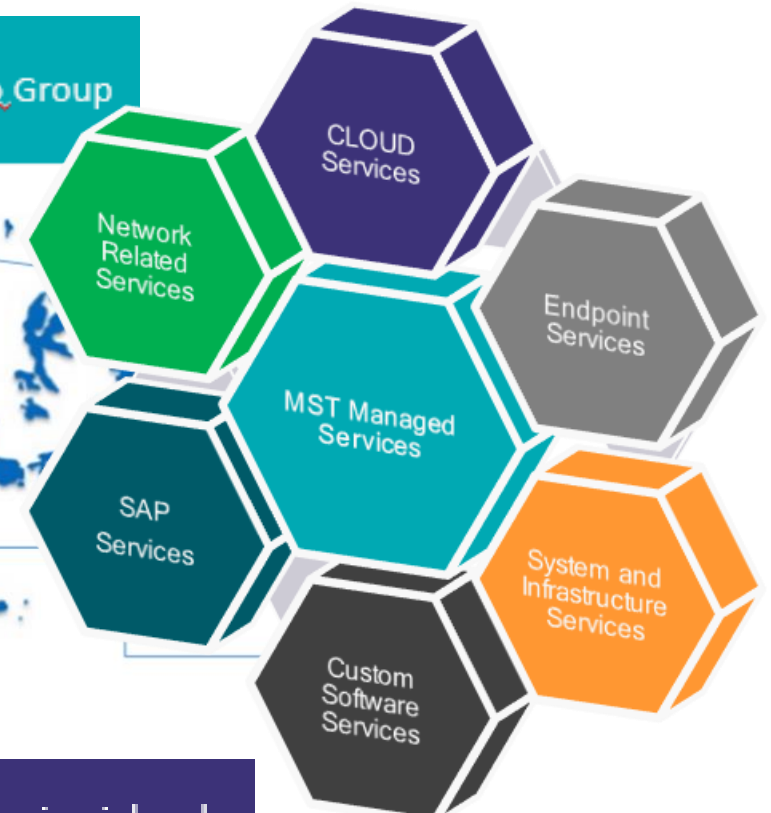 Group
CLOUD
Services
Network
Related
Services
Endpoint
Services
MST Managed
Services
SAP
Services
System and
Infrastructure
Services
Custom
Software
Services